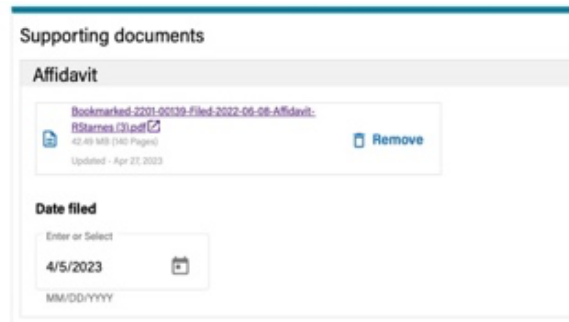 Supporting documents
Affidavit
Bookmarked-2201-00139-Filed-2022-06-08-Affidavit-
RStarnes (3).pdf
42.49 MB (140 Pages)
Remove
Updated - Apr 27, 2023
Date filed
Enter or Select
4/5/2023
MM/DD/YYYY